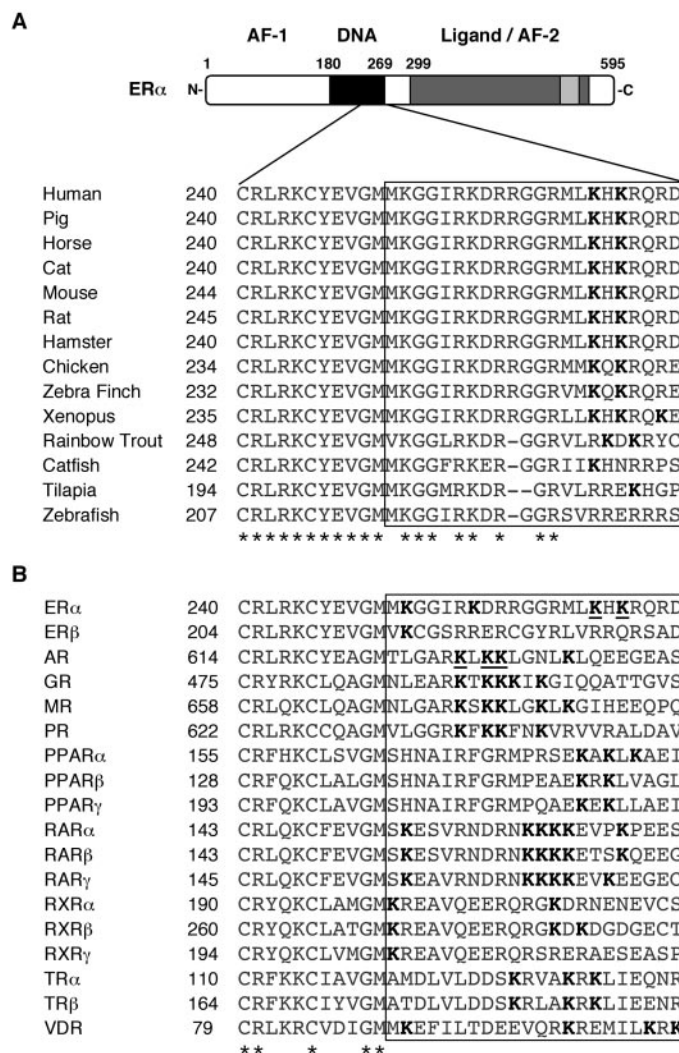 A
AF-1 DNA Ligand / AF-2
1 180 269 299 595
ERα N- -C
Human 240 CRLRKCYEVGMMKGGIRKDRRGGRMLKHKRQRD
Pig 240 CRLRKCYEVGMMKGGIRKDRRGGRMLKHKRQRD
Horse 240 CRLRKCYEVGMMKGGIRKDRRGGRMLKHKRQRD
Cat 240 CRLRKCYEVGMMKGGIRKDRRGGRMLKHKRQRD
Mouse 244 CRLRKCYEVGMMKGGIRKDRRGGRMLKHKRQRD
Rat 245 CRLRKCYEVGMMKGGIRKDRRGGRMLKHKRQRD
Hamster 240 CRLRKCYEVGMMKGGIRKDRRGGRMLKHKRQRD
Chicken 234 CRLRKCYEVGMMKGGIRKDRRGGRMMKQKRQRE
Zebra Finch 232 CRLRKCYEVGMMKGGIRKDRRGGRVMKQKRQRE
Xenopus 235 CRLRKCYEVGMMKGGIRKDRRGGRLLKHKRQKE
Rainbow Trout 248 CRLRKCYEVGMVKGGLRKDR-GGRVLRKDKRYC
Catfish 242 CRLRKCYEVGMMKGGFRKER-GGRIIKHNRRPS
Tilapia 194 CRLRKCYEVGMMKGGMRKDR--GRVLRREKHGP
Zebrafish 207 CRLRKCYEVGMMKGGIRKDR-GGRSVRRERRRS
*********** *** ** * **
B
ERα 240 CRLRKCYEVGMMKGGIRKDRRGGRMLKHKRQRD
ERβ 204 CRLRKCYEVGMVKCGSRRERCGYRLVRRQRSAD
AR 614 CRLRKCYEAGMTLGARKLKKLGNLKLQEEGEAS
GR 475 CRYRKCLQAGMNLEARKTKKKIKGIQQATTGVS
MR 658 CRLQKCLQAGMNLGARKSKKLGKLKGIHEEQPQ
PR 622 CRLRKCCQAGMVLGGRKFKKFNKVRVVRALDAV
PPARα 155 CRFHKCLSVGMSHNAIRFGRMPRSEKAKLKAEI
PPARβ 128 CRFQKCLALGMSHNAIRFGRMPEAEKRKLVAGL
PPARγ 193 CRFQKCLAVGMSHNAIRFGRMPQAEKEKLLAEI
RARα 143 CRLQKCFEVGMSKESVRNDRNKKKKEVPKPEES
RARβ 143 CRLQKCFEVGMSKESVRNDRNKKKKETSKQEEG
RARγ 145 CRLQKCFEVGMSKEAVRNDRNKKKKEVKEEGEC
RXRα 190 CRYQKCLAMGMKREAVQEERQRGKDRNENEVCS
RXRβ 260 CRYQKCLATGMKREAVQEERQRGKDKDGDGECT
RXRγ 194 CRYQKCLVMGMKREAVQEERQRSRERAESEASP
TRα 110 CRFKKCIAVGMAMDLVLDDSKRVAKRKLIEQNR
TRβ 164 CRFKKCIYVGMATDLVLDDSKRLAKRKLIEENR
VDR 79 CRLKRCVDIGMMKEFILTDEEVQRKREMILKRK
** * **